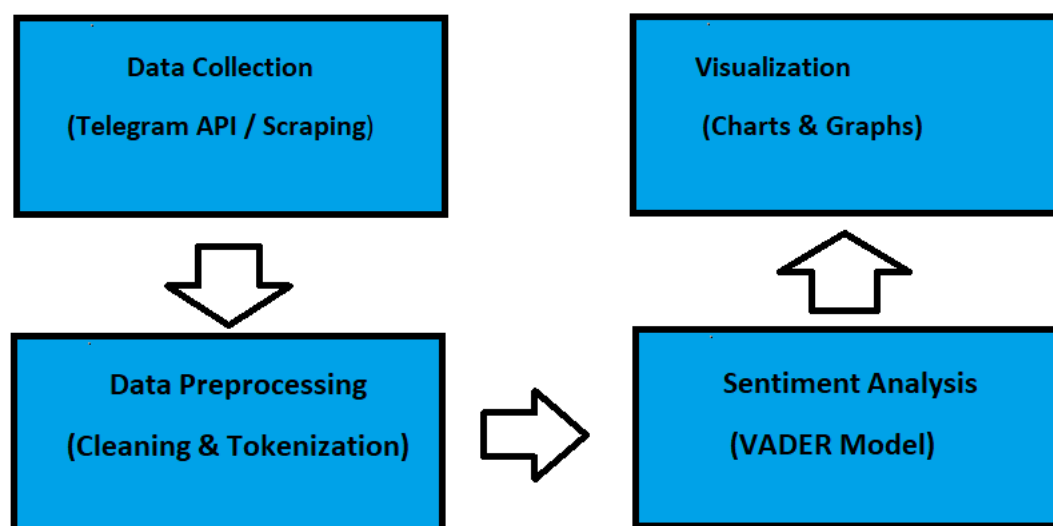 Data Collection
(Telegram API / Scraping)
Data Preprocessing
(Cleaning & Tokenization)
Sentiment Analysis
(VADER Model)
Visualization
(Charts & Graphs)